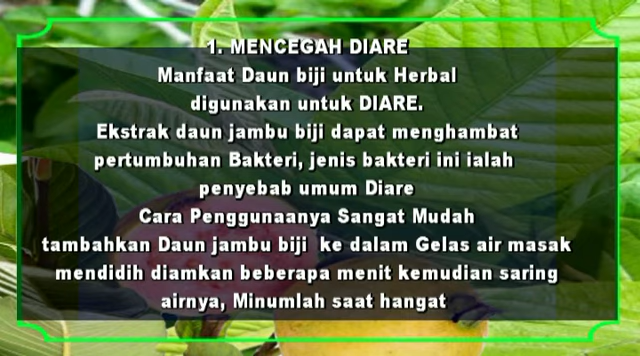 1. MENCEGAH DIARE
Manfaat Daun biji untuk Herbal
digunakan untuk DIARE.
Ekstrak daun jambu biji dapat menghambat
pertumbuhan Bakteri, jenis bakteri ini ialah
penyebab umum Diare
Cara Penggunaanya Sangat Mudah
tambahkan Daun jambu biji ke dalam Gelas air masak
mendidih diamkan beberapa menit kemudian saring
airnya, Minumlah saat hangat